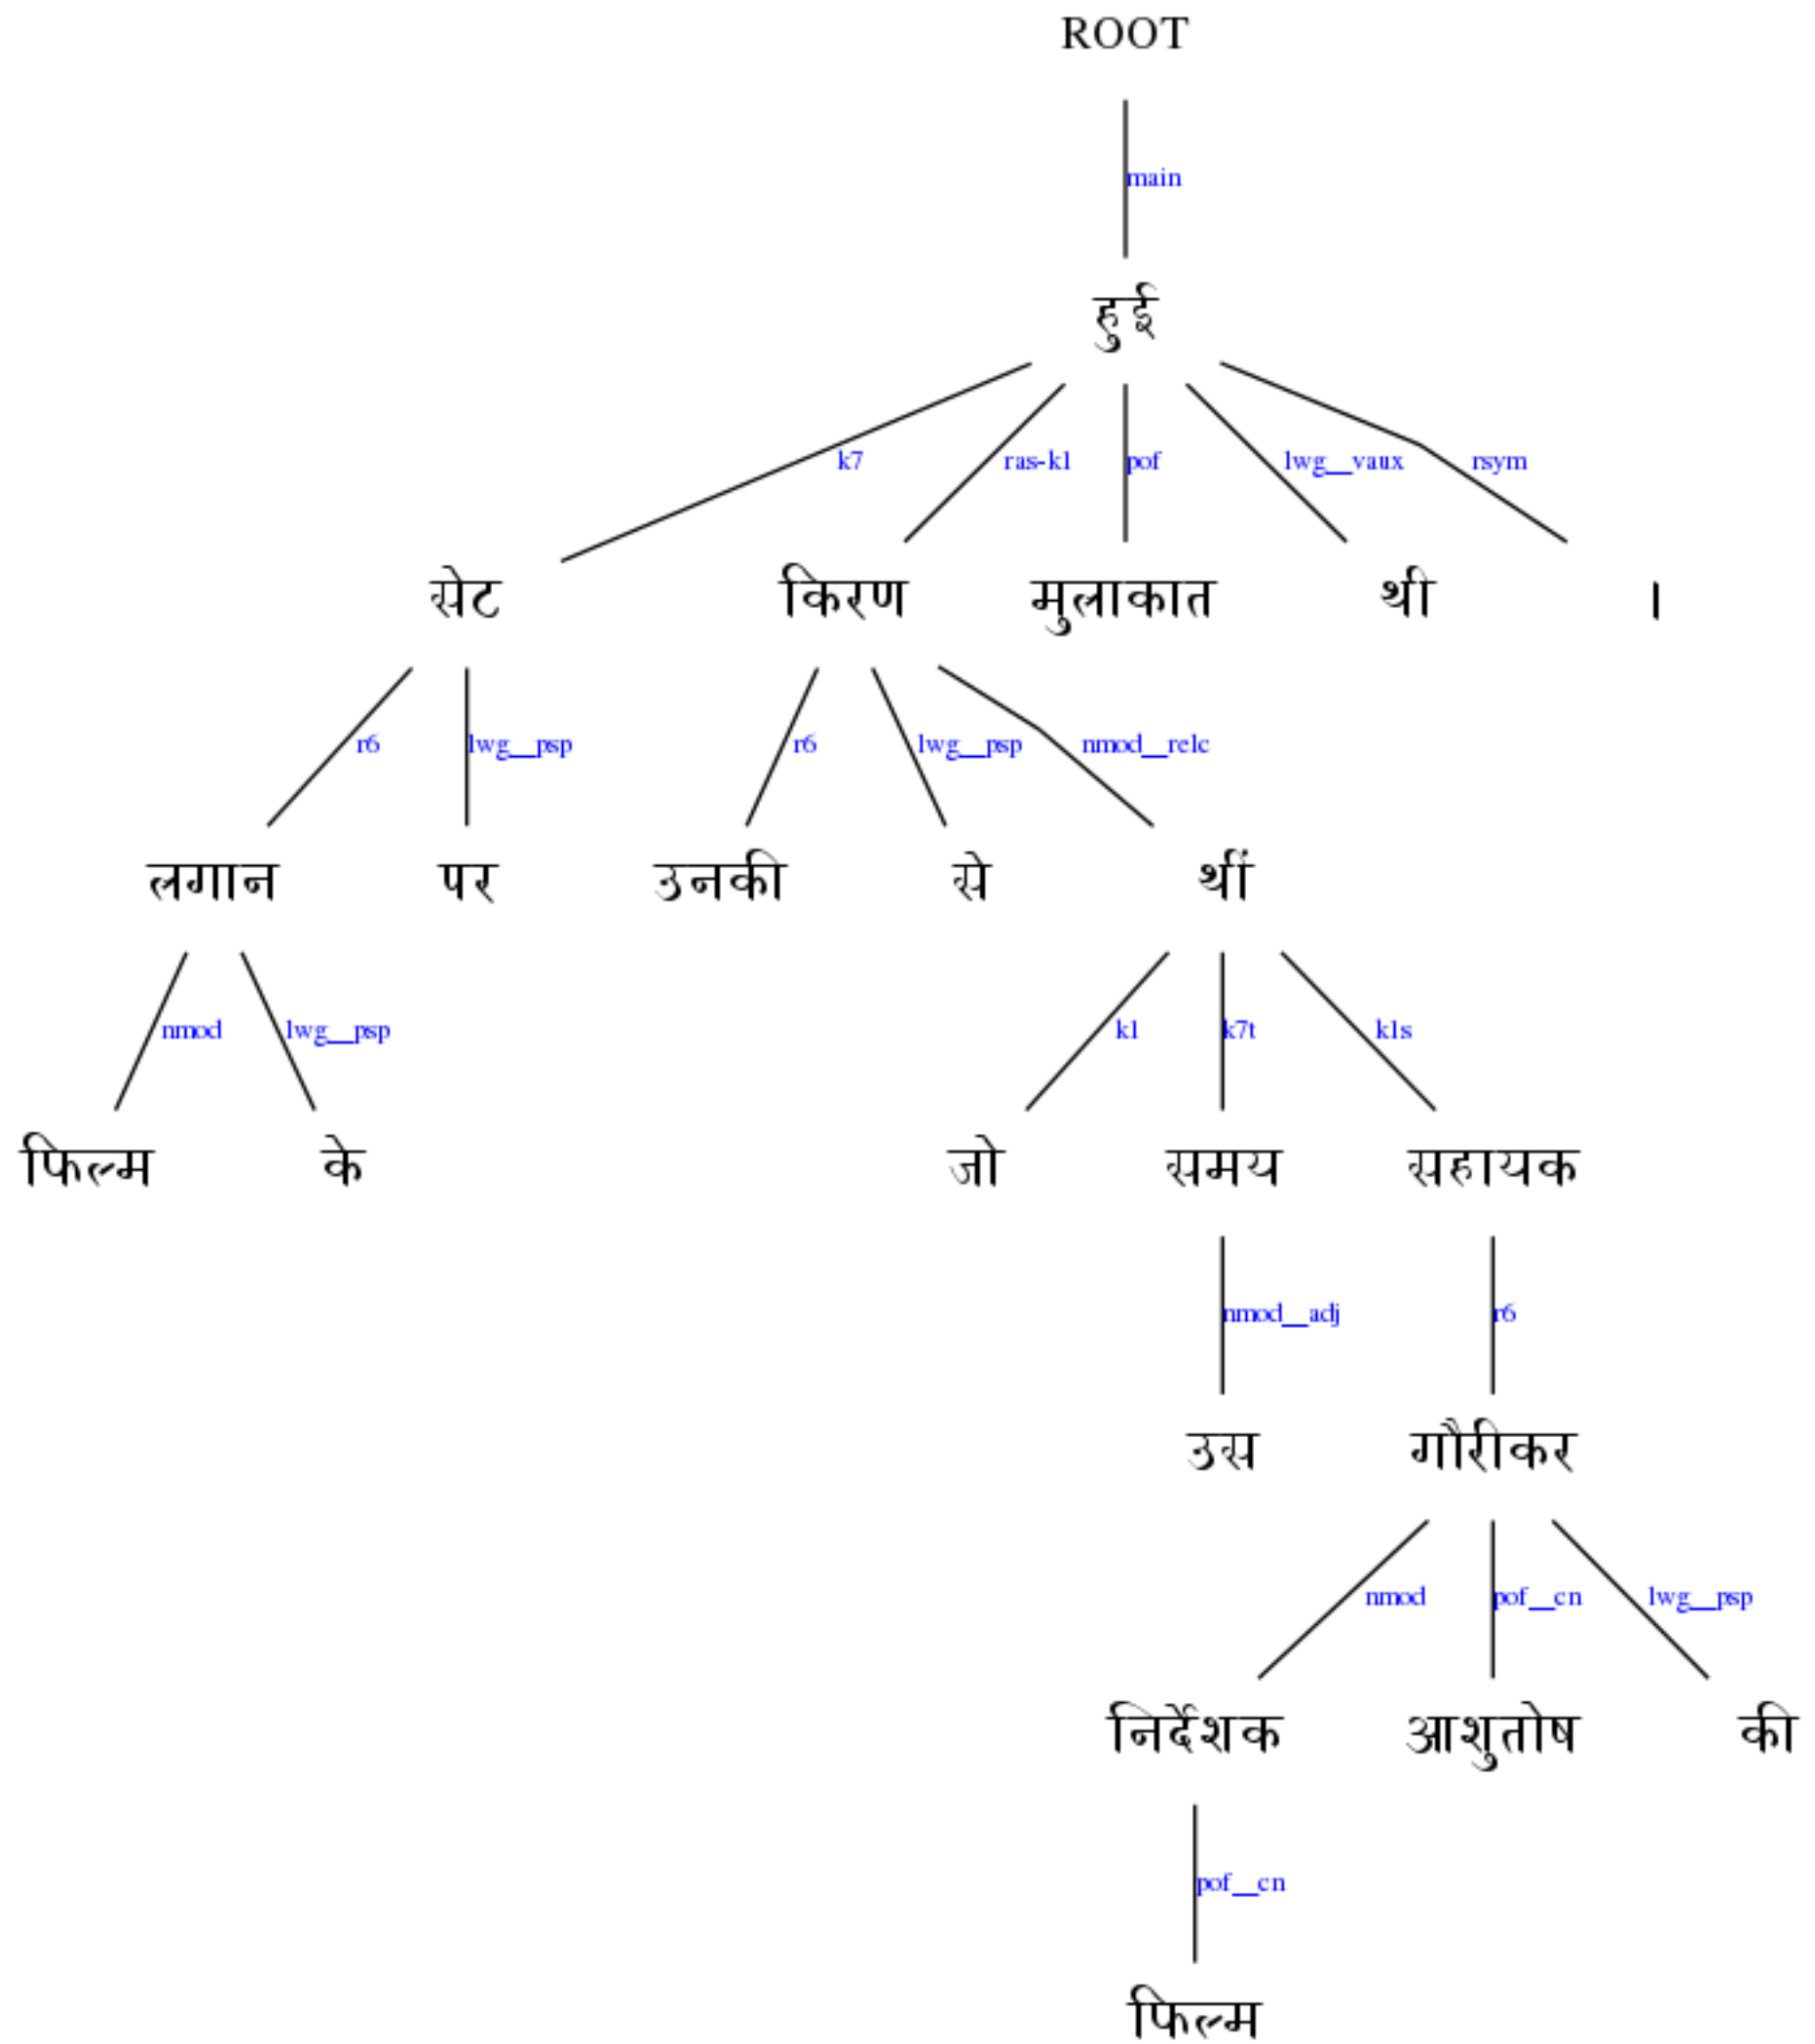 ROOT
main
हुई
k7 ras-k1 pof lwg__vaux rsym
सेट किरण मुलाकात थी ।
r6 lwg__psp r6 lwg__psp nmod__relc
लगान पर उनकी से थीं
nmod lwg__psp k1 k7t k1s
फिल्म के जो समय सहायक
nmod__adj r6
उस गौरीकर
nmod pof__cn lwg__psp
निर्देशक आशुतोष की
pof__cn
फिल्म